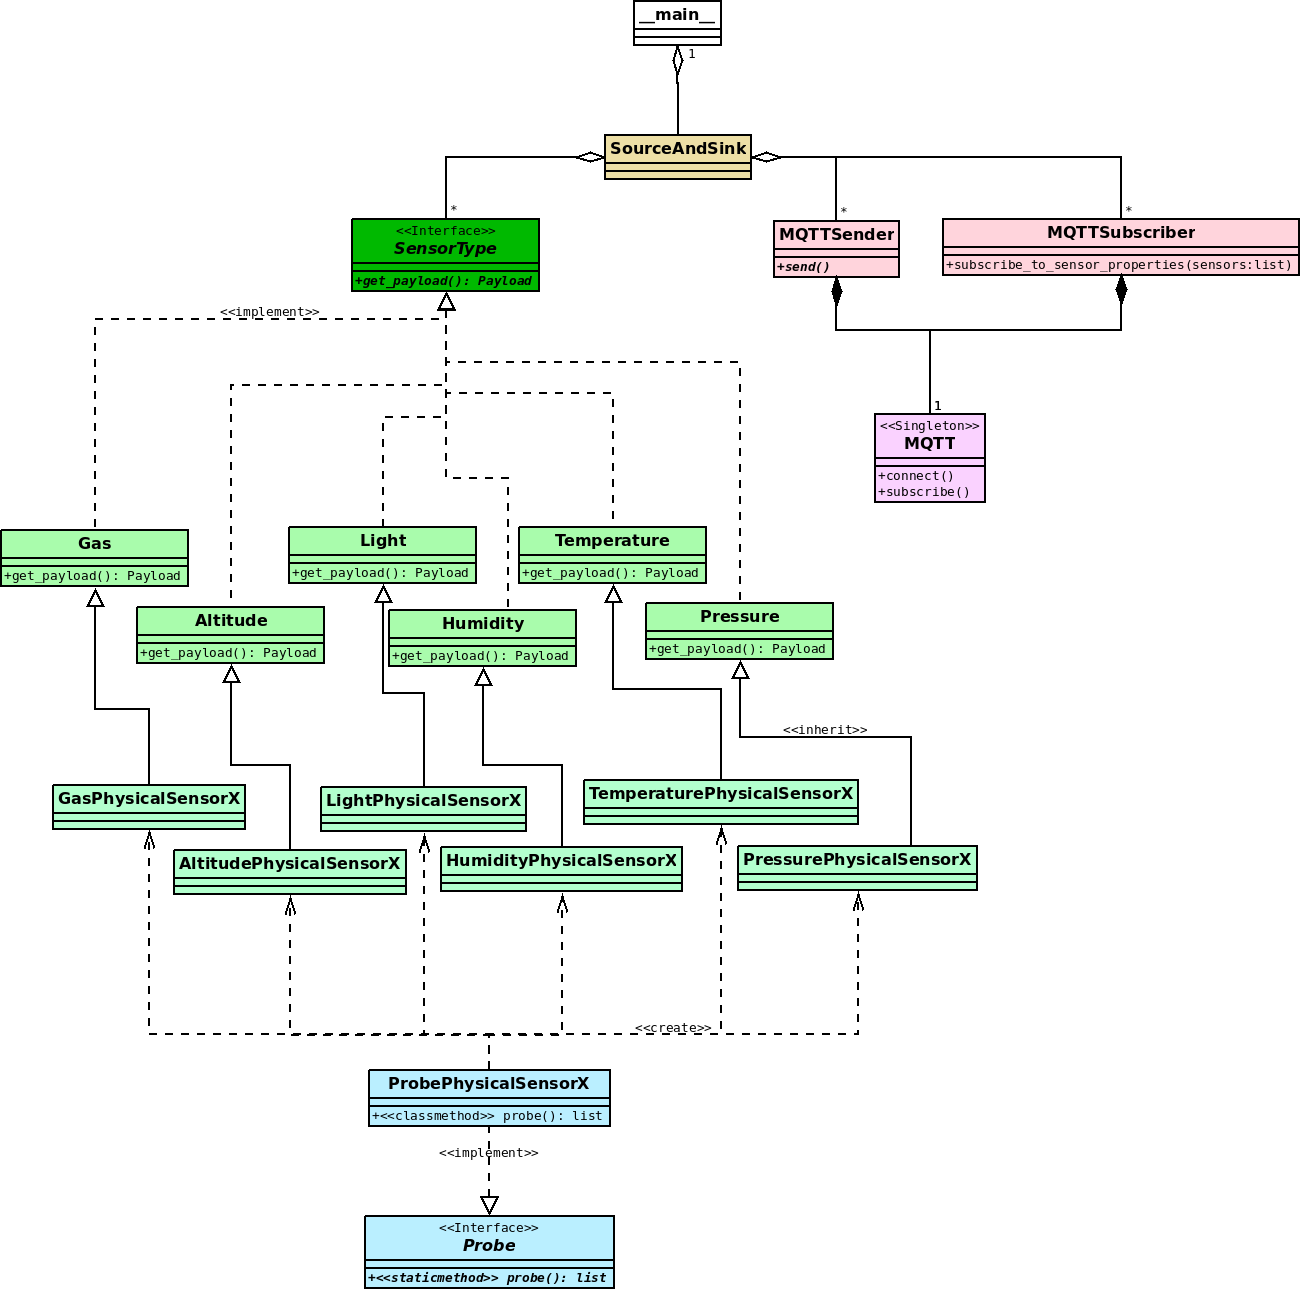 __main__
1
SourceAndSink
*
*
*
<<Interface>>
SensorType
+get_payload(): Payload
MQTTSender
+send()
MQTTSubscriber
+subscribe_to_sensor_properties(sensors:list)
<<implement>>
1
<<Singleton>>
MQTT
+connect()
+subscribe()
Gas
+get_payload(): Payload
Light
+get_payload(): Payload
Temperature
+get_payload(): Payload
Altitude
+get_payload(): Payload
Humidity
+get_payload(): Payload
Pressure
+get_payload(): Payload
<<inherit>>
GasPhysicalSensorX
LightPhysicalSensorX
TemperaturePhysicalSensorX
AltitudePhysicalSensorX
HumidityPhysicalSensorX
PressurePhysicalSensorX
<<create>>
ProbePhysicalSensorX
+<<classmethod>> probe(): list
<<implement>>
<<Interface>>
Probe
+<<staticmethod>> probe(): list